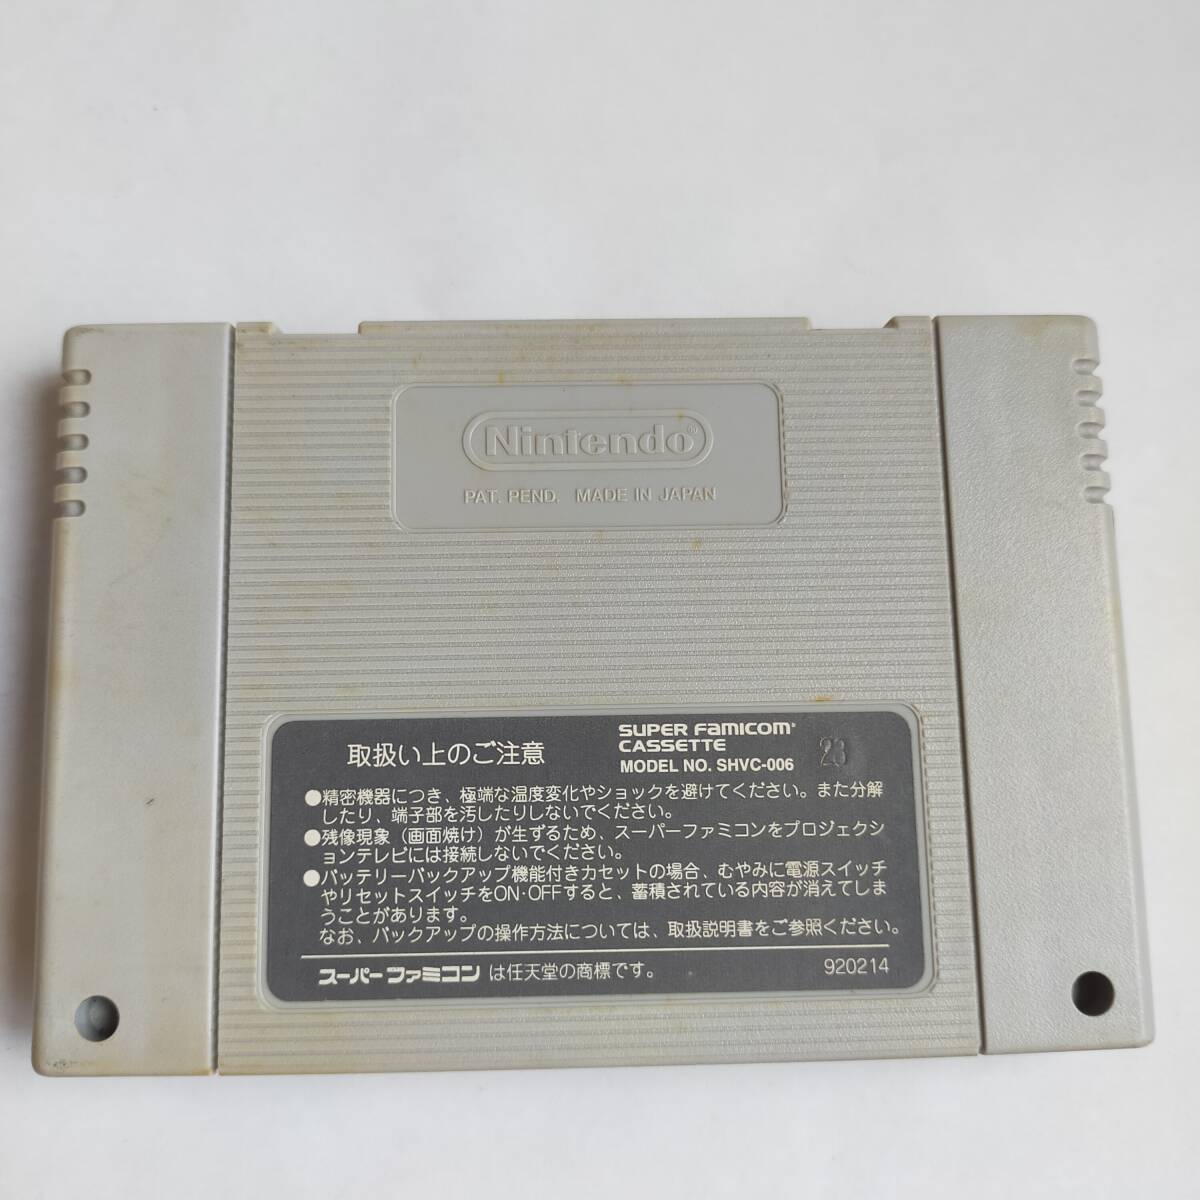 Nintendo®
PAT. PEND. MADE IN JAPAN
取扱い上のご注意
SUPER FAMICOM®
CASSETTE
MODEL NO. SHVC-006
23
●精密機器につき、極端な温度変化やショックを避けてください。また分解
したり、端子部を汚したりしないでください。
●残像現象（画面焼け）が生ずるため、スーパーファミコンをプロジェクシ
ョンテレビには接続しないでください。
●バッテリーバックアップ機能付きカセットの場合、むやみに電源スイッチ
やリセットスイッチをON・OFFすると、蓄積されている内容が消えてしま
うことがあります。
なお、バックアップの操作方法については、取扱説明書をご参照ください。
スーパーファミコン は任天堂の商標です。
920214